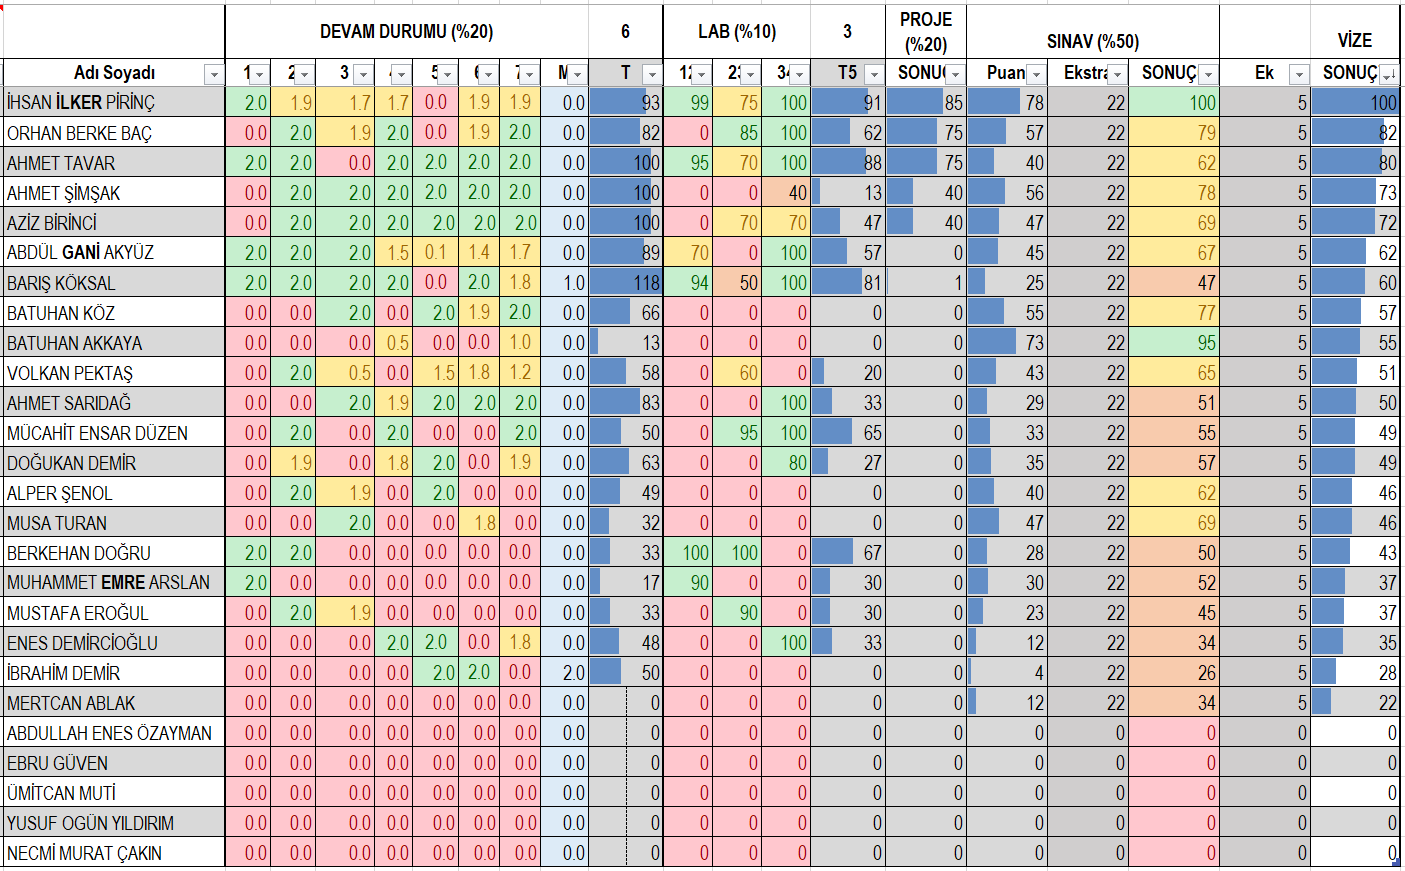 DEVAM DURUMU (%20) 6 LAB (%10) 3 PROJE (%20) SINAV (%50) VİZE
Adı Soyadı 1 2 3 5 7 T 12 23 34 T5 SONUÇ Puan Ekstra SONUÇ Ek SONUÇ
İHSAN İLKER PİRİNÇ 2.0 1.9 1.7 1.7 0.0 1.9 1.9 0.0 93 99 75 100 91 85 78 22 100 5 100
ORHAN BERKE BAÇ 0.0 2.0 1.9 2.0 0.0 1.9 2.0 0.0 82 0 85 100 62 75 57 22 79 5 82
AHMET TAVAR 2.0 2.0 0.0 2.0 2.0 2.0 2.0 0.0 100 95 70 100 88 75 40 22 62 5 80
AHMET ŞİMŞAK 0.0 2.0 2.0 2.0 2.0 2.0 2.0 0.0 100 0 0 40 13 40 56 22 78 5 73
AZİZ BİRİNCİ 0.0 2.0 2.0 2.0 2.0 2.0 2.0 0.0 100 0 70 70 47 40 47 22 69 5 72
ABDÜL GANİ AKYÜZ 2.0 2.0 2.0 1.5 0.1 1.4 1.7 0.0 89 70 0 100 57 0 45 22 67 5 62
BARIŞ KÖKSAL 2.0 2.0 2.0 2.0 0.0 2.0 1.8 1.0 118 94 50 100 81 1 25 22 47 5 60
BATUHAN KÖZ 0.0 0.0 2.0 0.0 2.0 1.9 2.0 0.0 66 0 0 0 0 0 55 22 77 5 57
BATUHAN AKKAYA 0.0 0.0 0.0 0.5 0.0 0.0 1.0 0.0 13 0 0 0 0 0 73 22 95 5 55
VOLKAN PEKTAŞ 0.0 2.0 0.5 0.0 1.5 1.8 1.2 0.0 58 0 60 0 20 0 43 22 65 5 51
AHMET SARIDAĞ 0.0 0.0 2.0 1.9 2.0 2.0 2.0 0.0 83 0 0 100 33 0 29 22 51 5 50
MÜCAHİT ENSAR DÜZEN 0.0 2.0 0.0 2.0 0.0 0.0 2.0 0.0 50 0 95 100 65 0 33 22 55 5 49
DOĞUKAN DEMİR 0.0 1.9 0.0 1.8 2.0 0.0 1.9 0.0 63 0 0 80 27 0 35 22 57 5 49
ALPER ŞENOL 0.0 2.0 1.9 0.0 2.0 0.0 0.0 0.0 49 0 0 0 0 0 40 22 62 5 46
MUSA TURAN 0.0 0.0 2.0 0.0 0.0 1.8 0.0 0.0 32 0 0 0 0 0 47 22 69 5 46
BERKEHAN DOĞRU 2.0 2.0 0.0 0.0 0.0 0.0 0.0 0.0 33 100 100 0 67 0 28 22 50 5 43
MUHAMMET EMRE ARSLAN 2.0 0.0 0.0 0.0 0.0 0.0 0.0 0.0 17 90 0 0 30 0 30 22 52 5 37
MUSTAFA EROĞUL 0.0 2.0 1.9 0.0 0.0 0.0 0.0 0.0 33 0 90 0 30 0 23 22 45 5 37
ENES DEMİRCİOĞLU 0.0 0.0 0.0 2.0 2.0 0.0 1.8 0.0 48 0 0 100 33 0 12 22 34 5 35
İBRAHİM DEMİR 0.0 0.0 0.0 0.0 2.0 2.0 0.0 2.0 50 0 0 0 0 0 4 22 26 5 28
MERTCAN ABLAK 0.0 0.0 0.0 0.0 0.0 0.0 0.0 0.0 0 0 0 0 0 0 12 22 34 5 22
ABDULLAH ENES ÖZAYMAN 0.0 0.0 0.0 0.0 0.0 0.0 0.0 0.0 0 0 0 0 0 0 0 0 0 0 0
EBRU GÜVEN 0.0 0.0 0.0 0.0 0.0 0.0 0.0 0.0 0 0 0 0 0 0 0 0 0 0 0
ÜMİTCAN MUTİ 0.0 0.0 0.0 0.0 0.0 0.0 0.0 0.0 0 0 0 0 0 0 0 0 0 0 0
YUSUF OGÜN YILDIRIM 0.0 0.0 0.0 0.0 0.0 0.0 0.0 0.0 0 0 0 0 0 0 0 0 0 0 0
NECMİ MURAT ÇAKIN 0.0 0.0 0.0 0.0 0.0 0.0 0.0 0.0 0 0 0 0 0 0 0 0 0 0 0